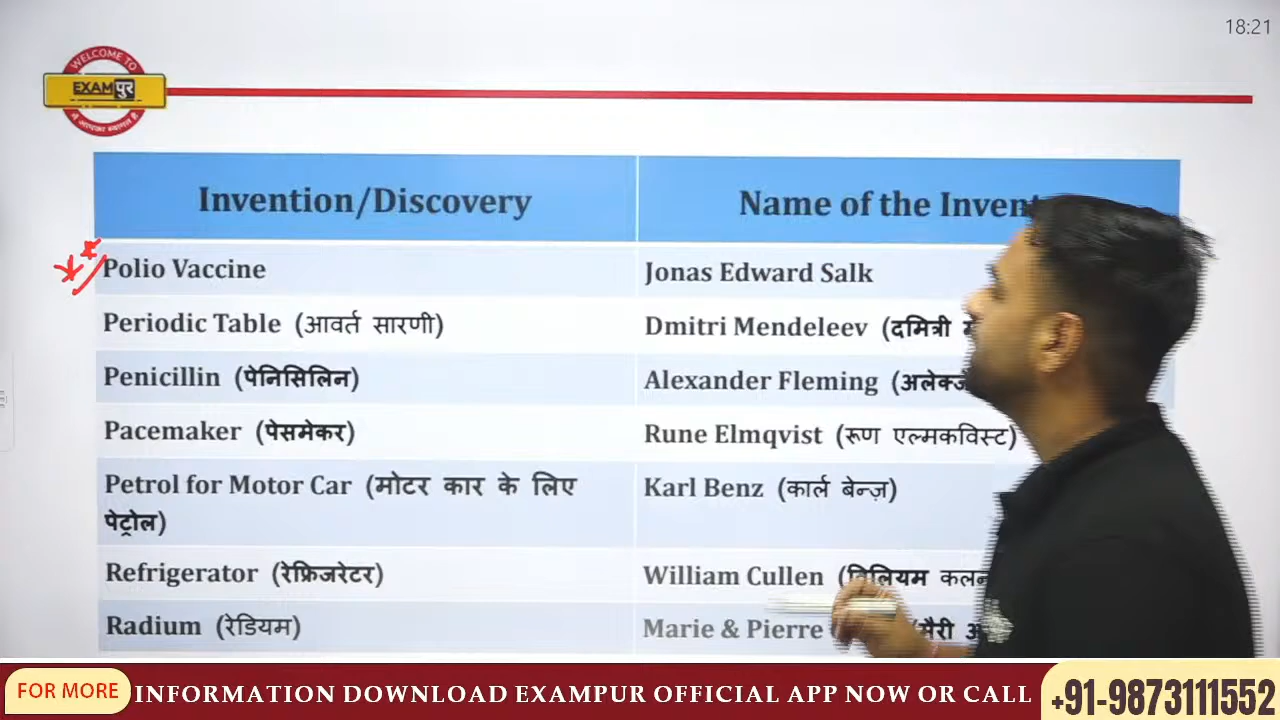 18:21
WELCOME TO
EXAMपुर
में आपका स्वागत है
Invention/Discovery Name of the
Polio Vaccine Jonas Edward Salk
Periodic Table (आवर्त सारणी) Dmitri Mendeleev (दमित्री
Penicillin (पेनिसिलिन) Alexander Fleming
Pacemaker (पेसमेकर) Rune Elmqvist (रूण एल्मकविस्ट)
Petrol for Motor Car (मोटर कार के लिए Karl Benz (कार्ल बेन्ज़)
पेट्रोल)
Refrigerator (रेफ्रिजरेटर) William Cullen (विलियम
Radium (रेडियम) Marie & Pierre
FOR MORE INFORMATION DOWNLOAD EXAMPUR OFFICIAL APP NOW OR CALL +91-9873111552